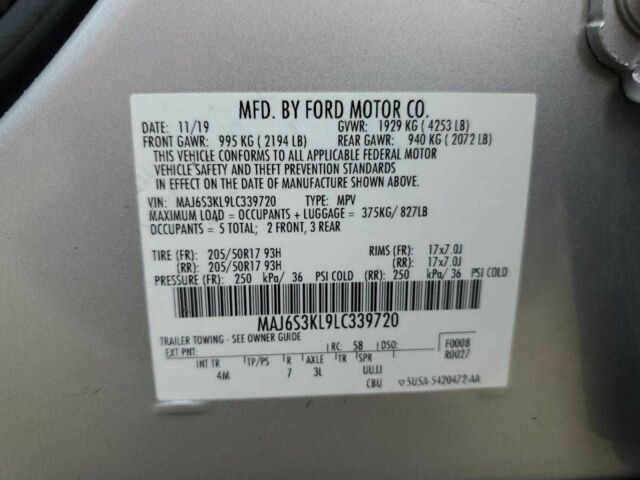 MFD. BY FORD MOTOR CO.
DATE: 11/19 GVWR: 1929 KG ( 4253 LB)
FRONT GAWR: 995 KG ( 2194 LB) REAR GAWR: 940 KG ( 2072 LB)
THIS VEHICLE CONFORMS TO ALL APPLICABLE FEDERAL MOTOR
VEHICLE SAFETY AND THEFT PREVENTION STANDARDS
IN EFFECT ON THE DATE OF MANUFACTURE SHOWN ABOVE.
VIN: MAJ6S3KL9LC339720 TYPE: MPV
MAXIMUM LOAD = OCCUPANTS + LUGGAGE = 375KG/ 827LB
OCCUPANTS = 5 TOTAL; 2 FRONT, 3 REAR
TIRE (FR): 205/50R17 93H RIMS (FR): 17x7.0J
(RR): 205/50R17 93H (RR): 17x7.0J
PRESSURE (FR): 250 kPa/ 36 PSI COLD (RR): 250 kPa/ 36 PSI COLD
MAJ6S3KL9LC339720
TRAILER TOWING - SEE OWNER GUIDE
EXT PNT: RC: 58 DSO: F0008
R0027
INT TR TP/PS R AXLE TR SPR
4M 7 3L UUJJ
CBU 5U5A-5420472-AA